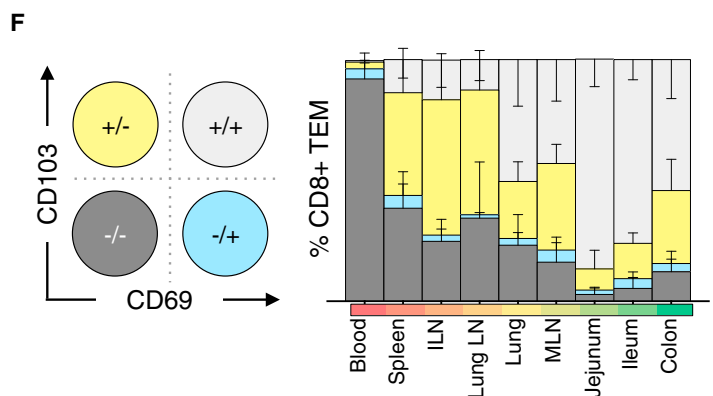 F
CD103
+/-
+/+
-/-
-/+
CD69
% CD8+ TEM
Blood
Spleen
ILN
Lung LN
Lung
MLN
Jejunum
Ileum
Colon